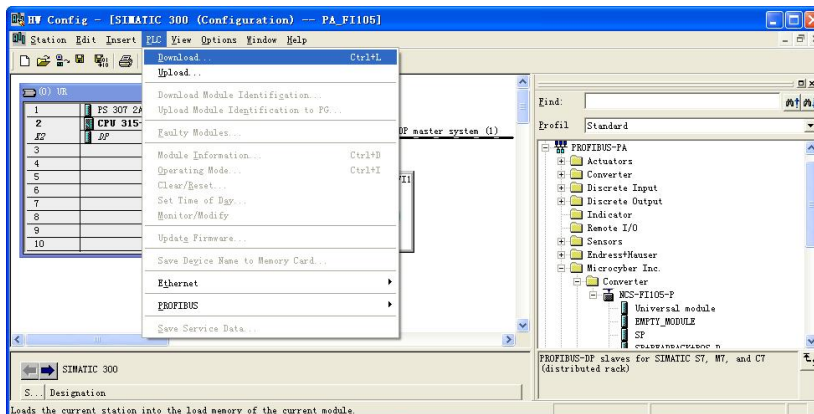 HW Config - [SIMATIC 300 (Configuration) -- PA_FI105]
Station Edit Insert PLC View Options Window Help
Download... Ctrl+L
Upload...
Download Module Identification...
Upload Module Identification to PG...
Faulty Modules...
Module Information... Ctrl+D
Operating Mode... Ctrl+I
Clear/Reset...
Set Time of Day...
Monitor/Modify
Update Firmware...
Save Device Name to Memory Card...
Ethernet
PROFIBUS
Save Service Data...
(0) UR
1 PS 307 2A
2 CPU 315-
X2 DP
3
4
5
6
7
8
9
10
DP master system (1)
Find:
Profil Standard
PROFIBUS-PA
Actuators
Converter
Discrete Input
Discrete Output
Indicator
Remote I/O
Sensors
Endress+Hauser
Microcyber Inc.
Converter
NCS-FI105-P
Universal module
EMPTY_MODULE
SP
PROFIBUS-DP slaves for SIMATIC S7, M7, and C7
(distributed rack)
SIMATIC 300
S... Designation
Loads the current station into the load memory of the current module.